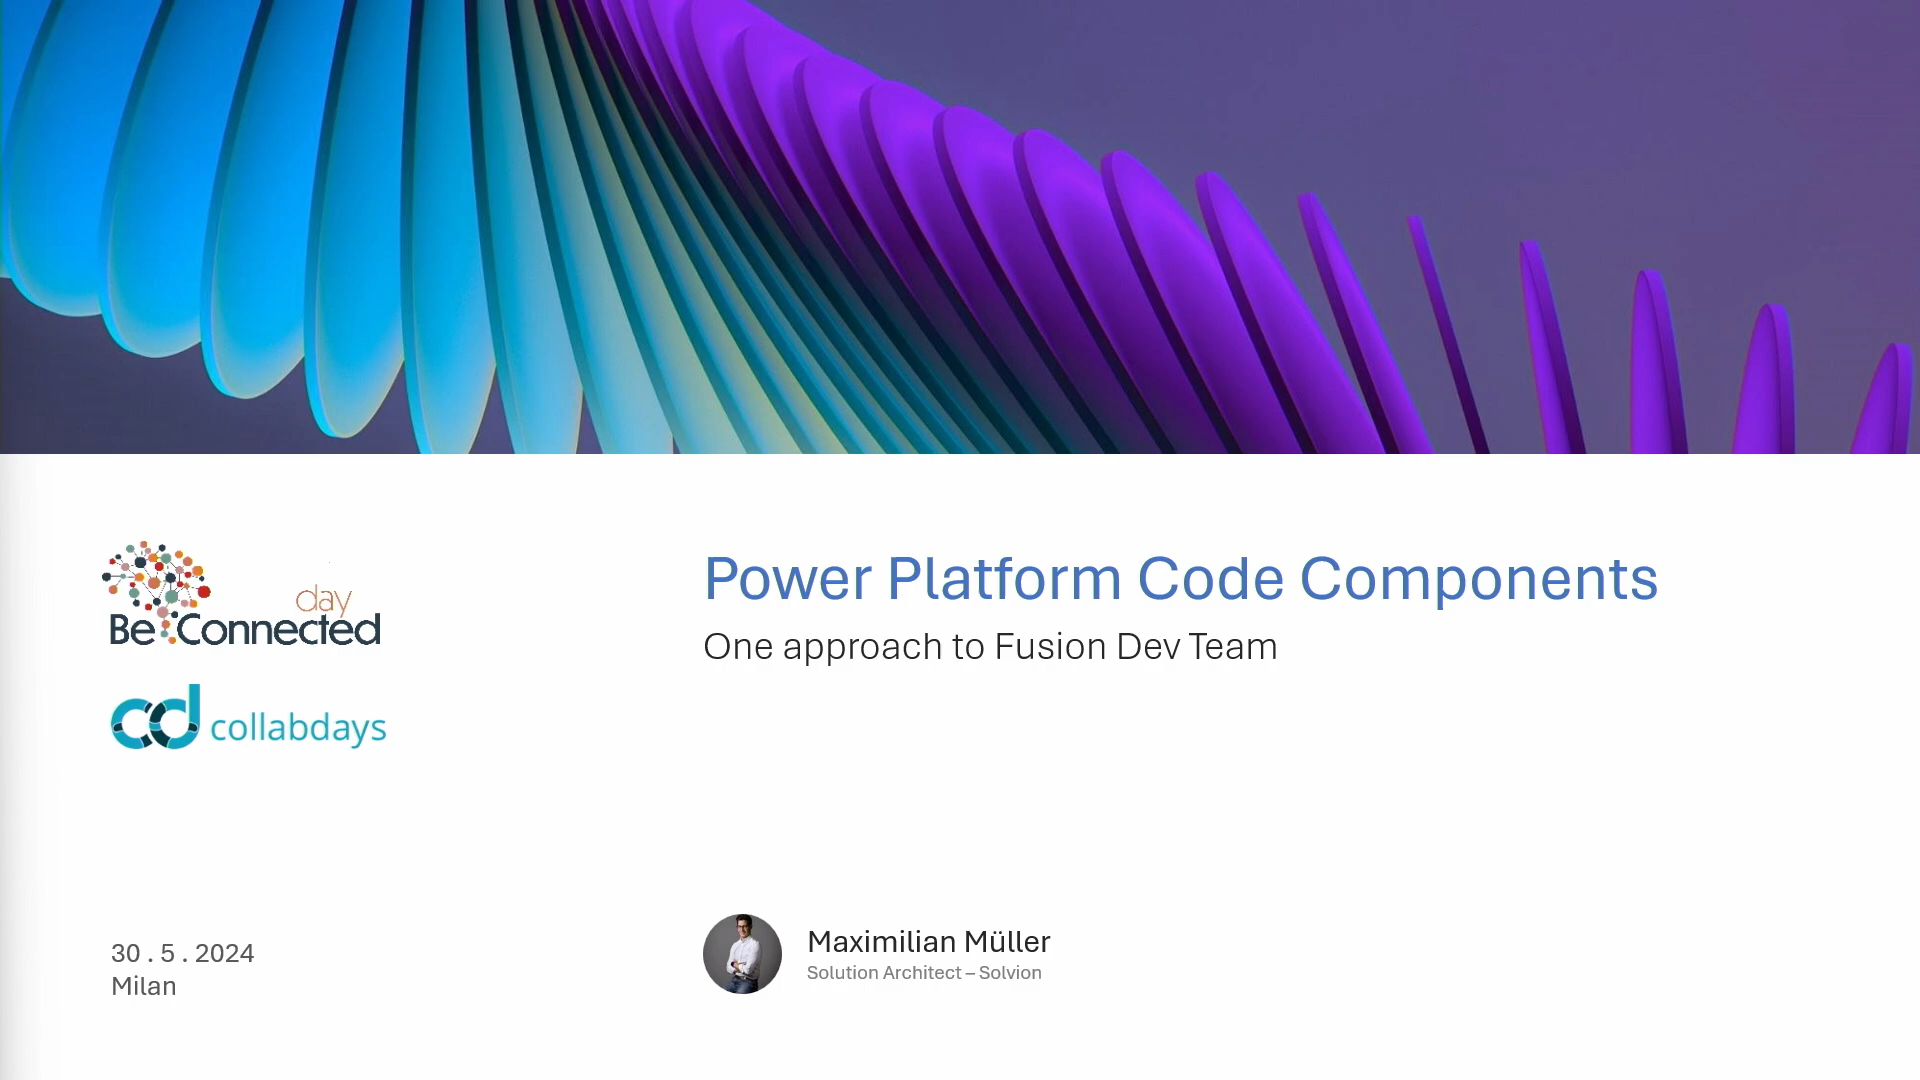 day
Be Connected
cd collabdays
30 . 5 . 2024
Milan
Power Platform Code Components
One approach to Fusion Dev Team
Maximilian Müller
Solution Architect – Solvion